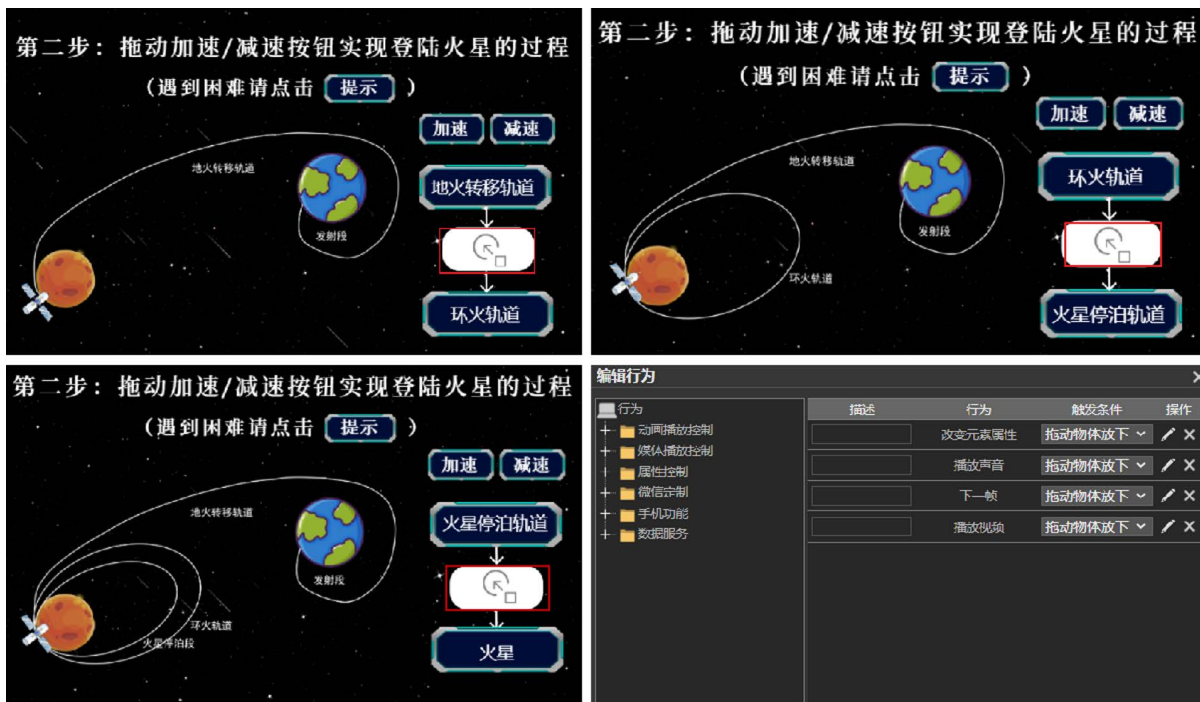 第二步：拖动加速/减速按钮实现登陆火星的过程
（遇到困难请点击 提示 ）
加速 减速
地火转移轨道
地火转移轨道
发射段
环火轨道
第二步：拖动加速/减速按钮实现登陆火星的过程
（遇到困难请点击 提示 ）
加速 减速
地火转移轨道
环火轨道
发射段
环火轨道
火星停泊轨道
第二步：拖动加速/减速按钮实现登陆火星的过程
（遇到困难请点击 提示 ）
加速 减速
地火转移轨道
火星停泊轨道
发射段
环火轨道
火星停泊段
火星
编辑行为
行为
动画播放控制
媒体播放控制
属性控制
微信定制
手机功能
数据服务
描述 行为 触发条件 操作
改变元素属性 拖动物体放下
播放声音 拖动物体放下
下一帧 拖动物体放下
播放视频 拖动物体放下